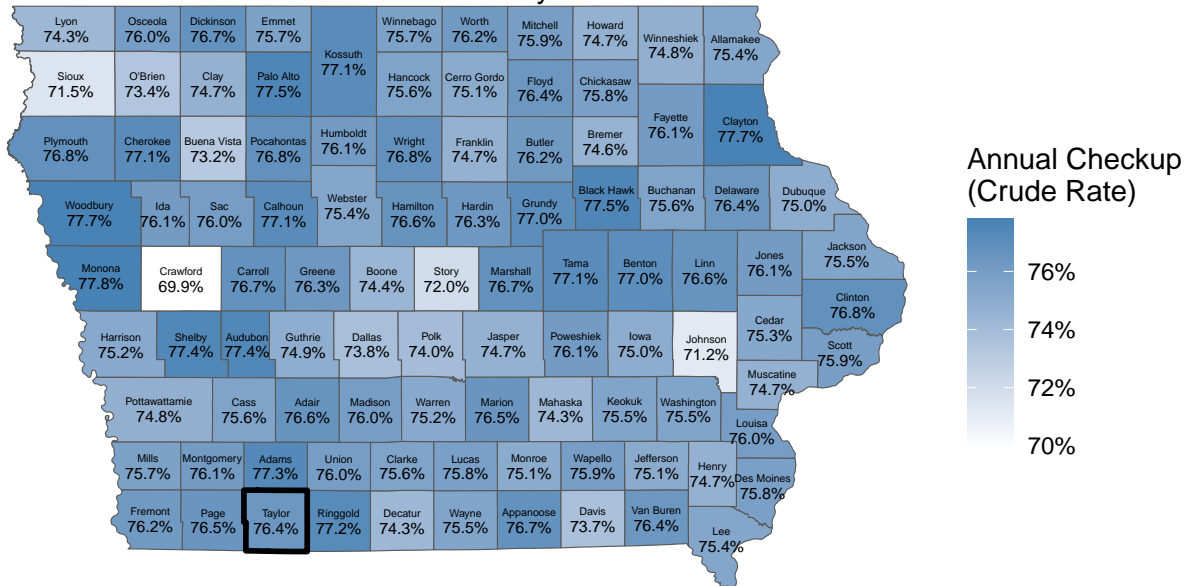 Lyon
74.3%
Osceola
76.0%
Dickinson
76.7%
Emmet
75.7%
Kossuth
77.1%
Winnebago
75.7%
Worth
76.2%
Mitchell
75.9%
Howard
74.7%
Winneshiek
74.8%
Allamakee
75.4%
Sioux
71.5%
O'Brien
73.4%
Clay
74.7%
Palo Alto
77.5%
Hancock
75.6%
Cerro Gordo
75.1%
Floyd
76.4%
Chickasaw
75.8%
Fayette
76.1%
Clayton
77.7%
Plymouth
76.8%
Cherokee
77.1%
Buena Vista
73.2%
Pocahontas
76.8%
Humboldt
76.1%
Wright
76.8%
Franklin
74.7%
Butler
76.2%
Bremer
74.6%
Woodbury
77.7%
Ida
76.1%
Sac
76.0%
Calhoun
77.1%
Webster
75.4%
Hamilton
76.6%
Hardin
76.3%
Grundy
77.0%
Black Hawk
77.5%
Buchanan
75.6%
Delaware
76.4%
Dubuque
75.0%
Monona
77.8%
Crawford
69.9%
Carroll
76.7%
Greene
76.3%
Boone
74.4%
Story
72.0%
Marshall
76.7%
Tama
77.1%
Benton
77.0%
Linn
76.6%
Jones
76.1%
Jackson
75.5%
Clinton
76.8%
Harrison
75.2%
Shelby
77.4%
Audubon
77.4%
Guthrie
74.9%
Dallas
73.8%
Polk
74.0%
Jasper
74.7%
Poweshiek
76.1%
Iowa
75.0%
Johnson
71.2%
Cedar
75.3%
Scott
75.9%
Muscatine
74.7%
Pottawattamie
74.8%
Cass
75.6%
Adair
76.6%
Madison
76.0%
Warren
75.2%
Marion
76.5%
Mahaska
74.3%
Keokuk
75.5%
Washington
75.5%
Louisa
76.0%
Mills
75.7%
Montgomery
76.1%
Adams
77.3%
Union
76.0%
Clarke
75.6%
Lucas
75.8%
Monroe
75.1%
Wapello
75.9%
Jefferson
75.1%
Henry
74.7%
Des Moines
75.8%
Fremont
76.2%
Page
76.5%
Taylor
76.4%
Ringgold
77.2%
Decatur
74.3%
Wayne
75.5%
Appanoose
76.7%
Davis
73.7%
Van Buren
76.4%
Lee
75.4%
Annual Checkup
(Crude Rate)
76%
74%
72%
70%